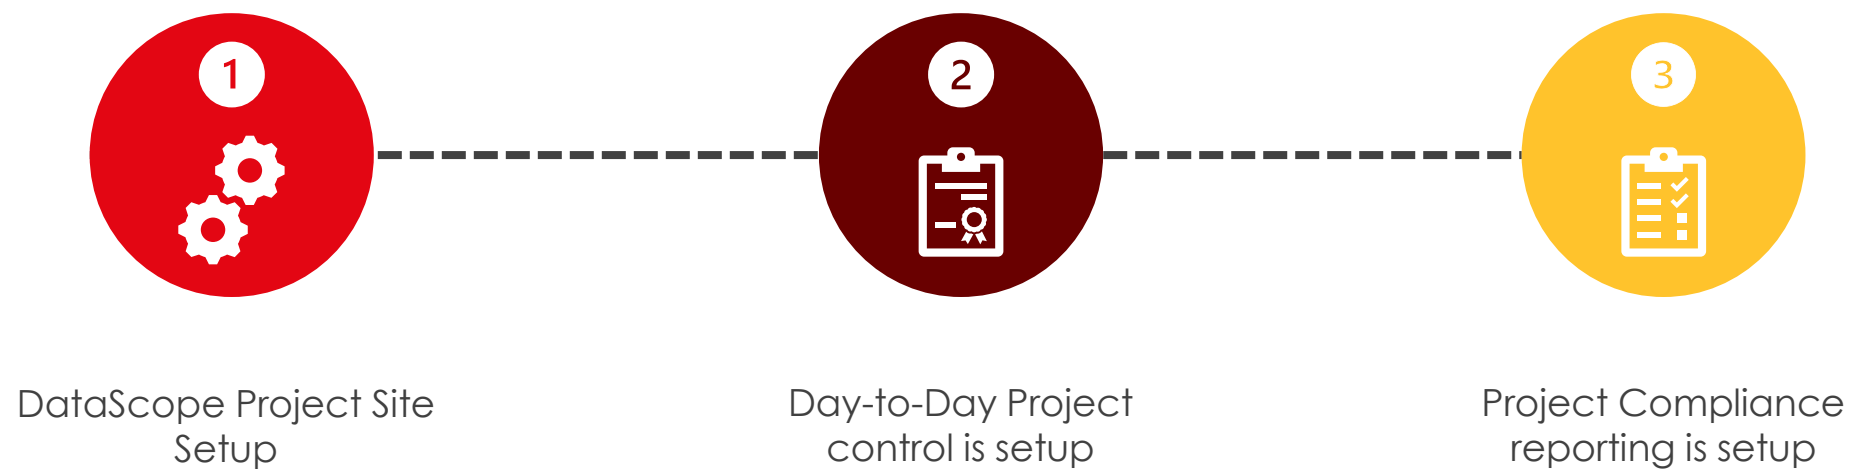 1
2
3
DataScope Project Site
Setup
Day-to-Day Project
control is setup
Project Compliance
reporting is setup